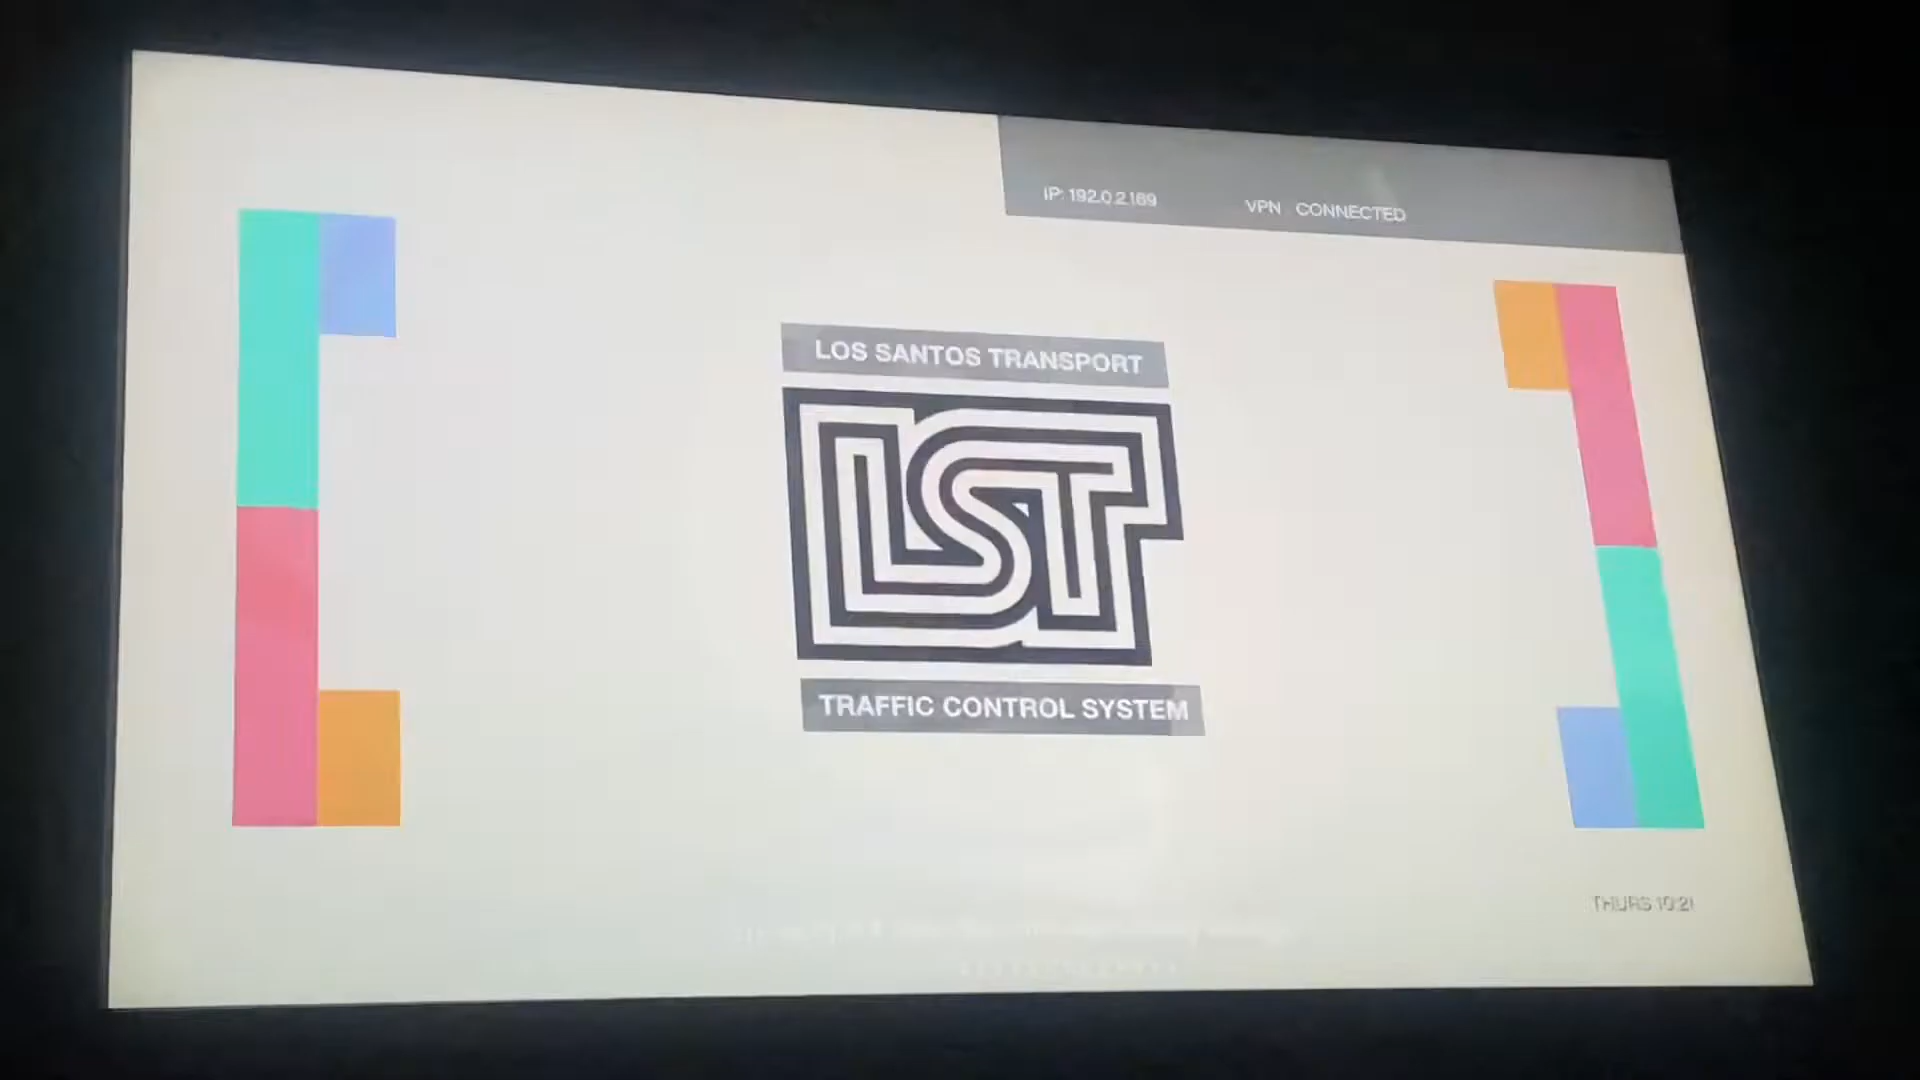 IP: 192.0.2.189
VPN CONNECTED
LOS SANTOS TRANSPORT
LST
TRAFFIC CONTROL SYSTEM
THURS 10:21